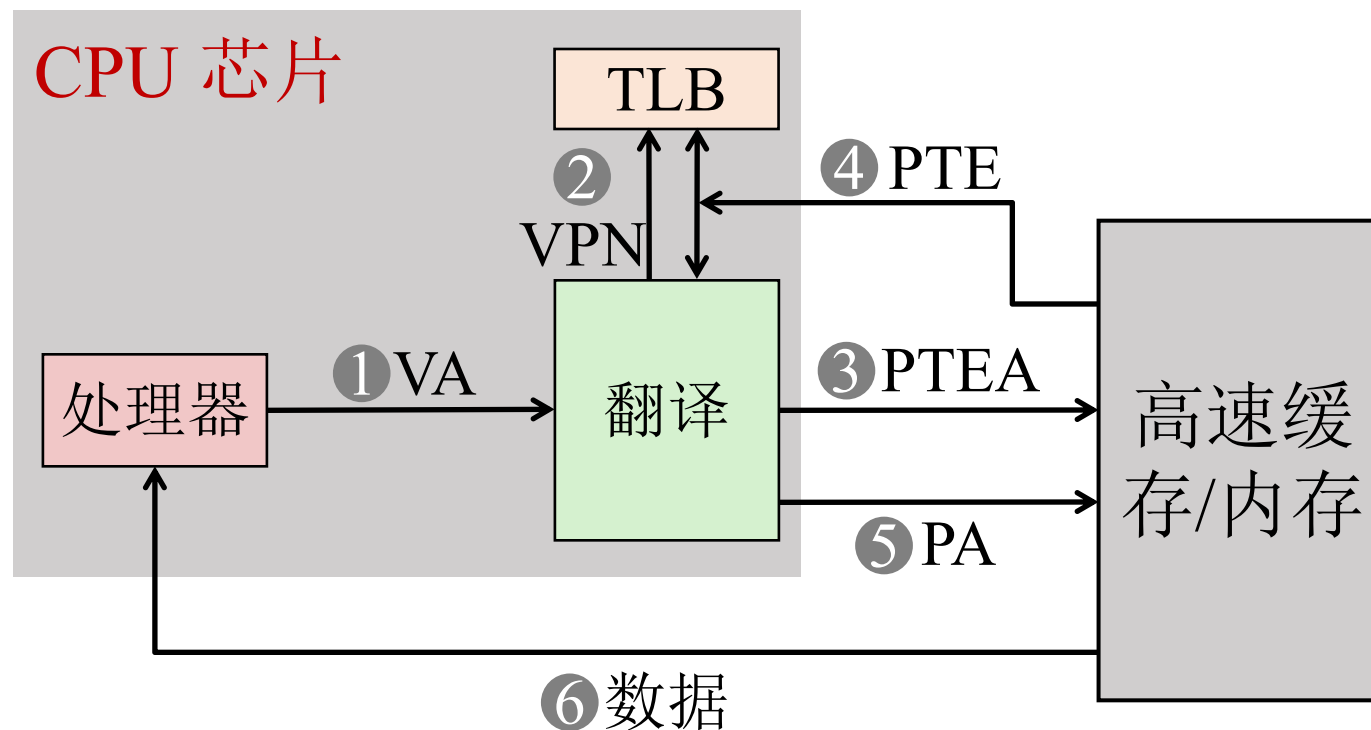 CPU 芯片
TLB
2
VPN
4 PTE
处理器
1 VA
翻译
3 PTEA
5 PA
高速缓
存/内存
6 数据